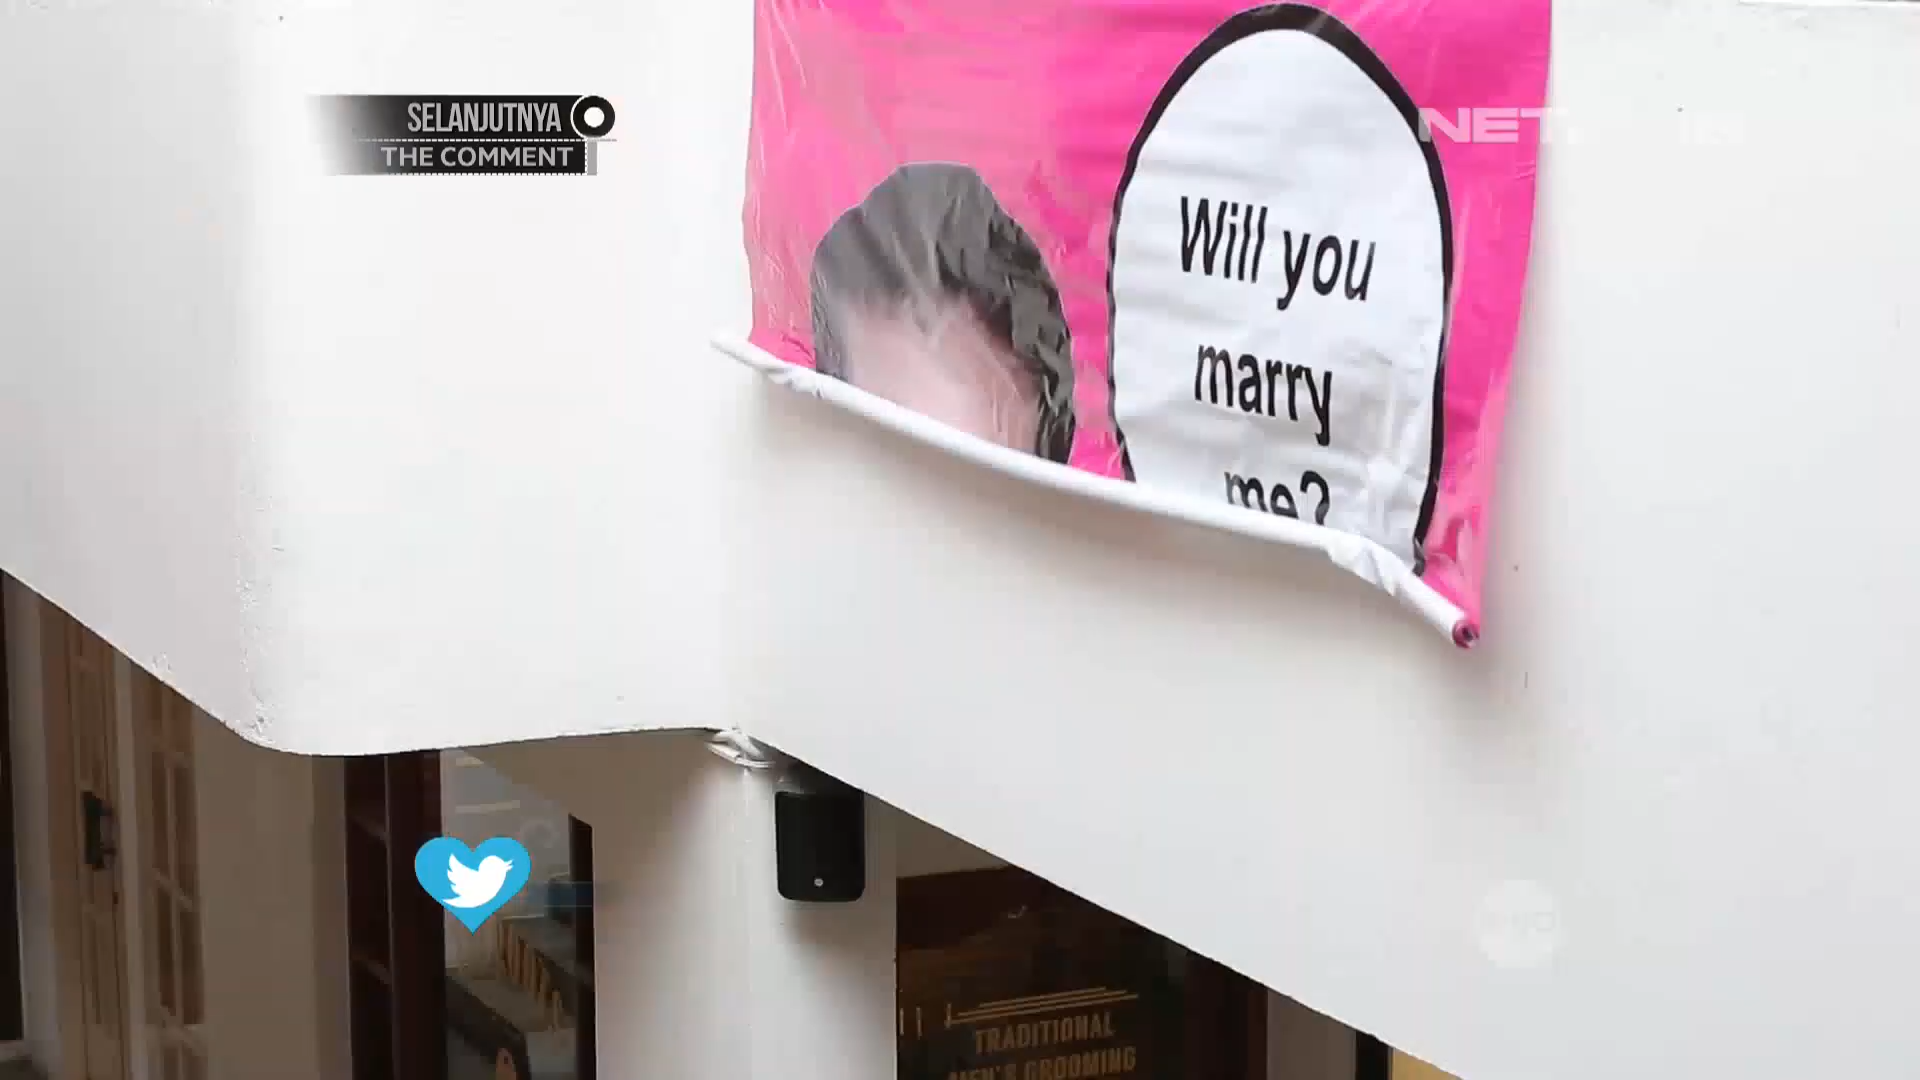 SELANJUTNYA
THE COMMENT
NET.
Will you
marry
me?
TRADITIONAL
MEN'S GROOMING